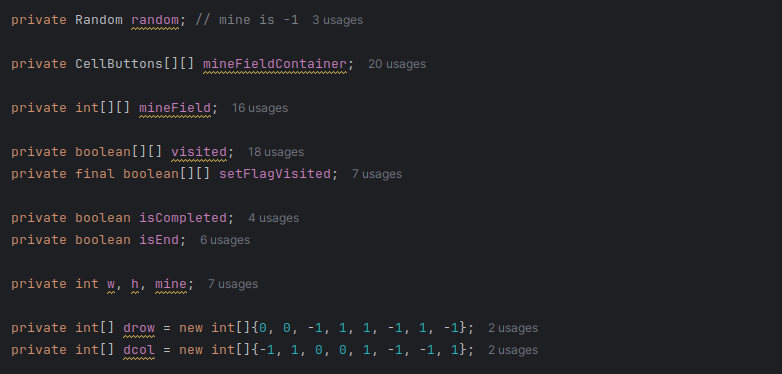 private Random random; // mine is -1 3 usages
private CellButtons[][] mineFieldContainer; 20 usages
private int[][] mineField; 16 usages
private boolean[][] visited; 18 usages
private final boolean[][] setFlagVisited; 7 usages
private boolean isCompleted; 4 usages
private boolean isEnd; 6 usages
private int w, h, mine; 7 usages
private int[] drow = new int[]{0, 0, -1, 1, 1, -1, 1, -1}; 2 usages
private int[] dcol = new int[]{-1, 1, 0, 0, 1, -1, -1, 1}; 2 usages